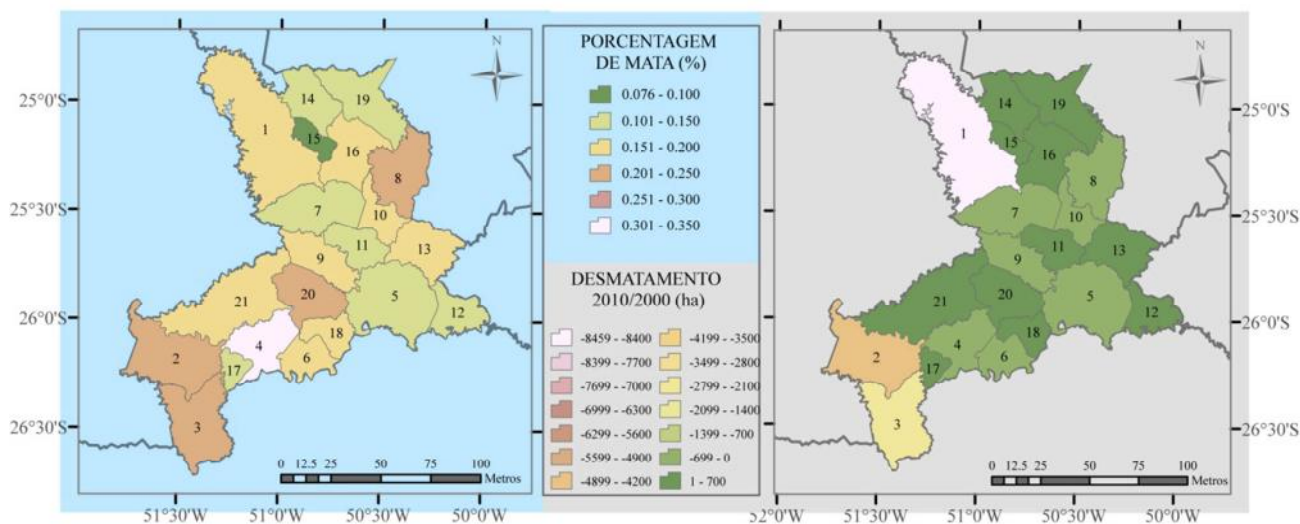 25°0'S
25°30'S
26°0'S
26°30'S
N
1
14
19
15
16
8
7
10
11
13
9
20
5
12
21
18
4
6
2
17
3
0 12.5 25 50 75 100
Metros
51°30'W 51°0'W 50°30'W 50°0'W
PORCENTAGEM
DE MATA (%)
0.076 - 0.100
0.101 - 0.150
0.151 - 0.200
0.201 - 0.250
0.251 - 0.300
0.301 - 0.350
DESMATAMENTO
2010/2000 (ha)
-8459 - -8400
-8399 - -7700
-7699 - -7000
-6999 - -6300
-6299 - -5600
-5599 - -4900
-4899 - -4200
-4199 - -3500
-3499 - -2800
-2799 - -2100
-2099 - -1400
-1399 - -700
-699 - 0
1 - 700
N
1
14
19
15
16
8
7
10
11
13
9
20
5
12
21
18
4
6
2
17
3
0 12.5 25 50 75 100
Metros
52°0'W 51°30'W 51°0'W 50°30'W 50°0'W
25°0'S
25°30'S
26°0'S
26°30'S